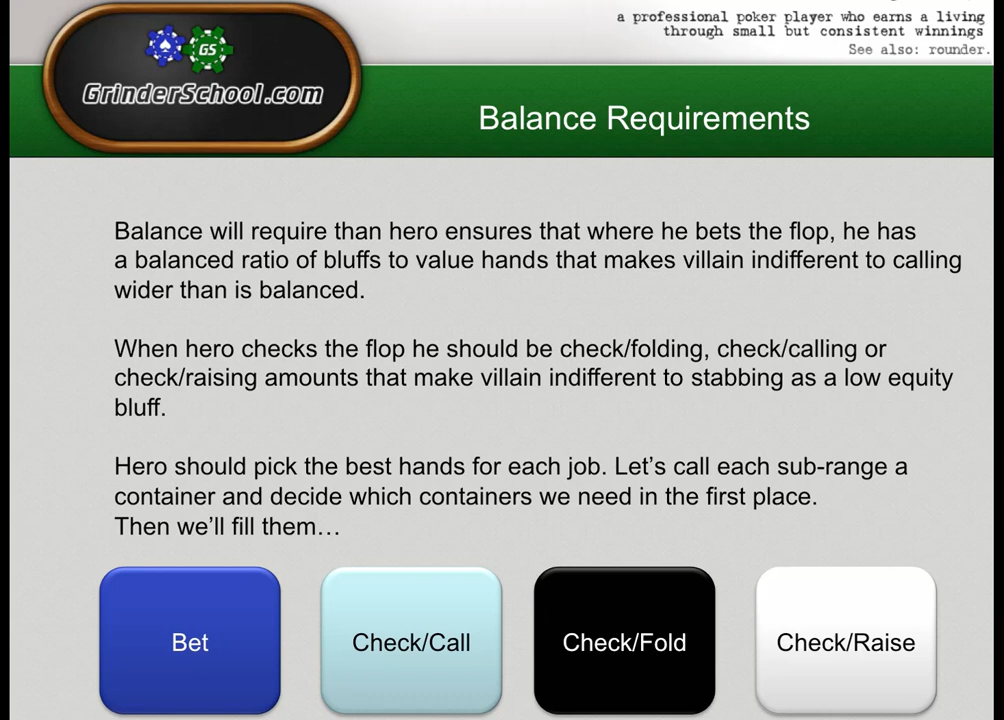 a professional poker player who earns a living
through small but consistent winnings
See also: rounder.
GS
GrinderSchool.com
Balance Requirements
Balance will require than hero ensures that where he bets the flop, he has
a balanced ratio of bluffs to value hands that makes villain indifferent to calling
wider than is balanced.
When hero checks the flop he should be check/folding, check/calling or
check/raising amounts that make villain indifferent to stabbing as a low equity
bluff.
Hero should pick the best hands for each job. Let’s call each sub-range a
container and decide which containers we need in the first place.
Then we’ll fill them…
Bet
Check/Call
Check/Fold
Check/Raise